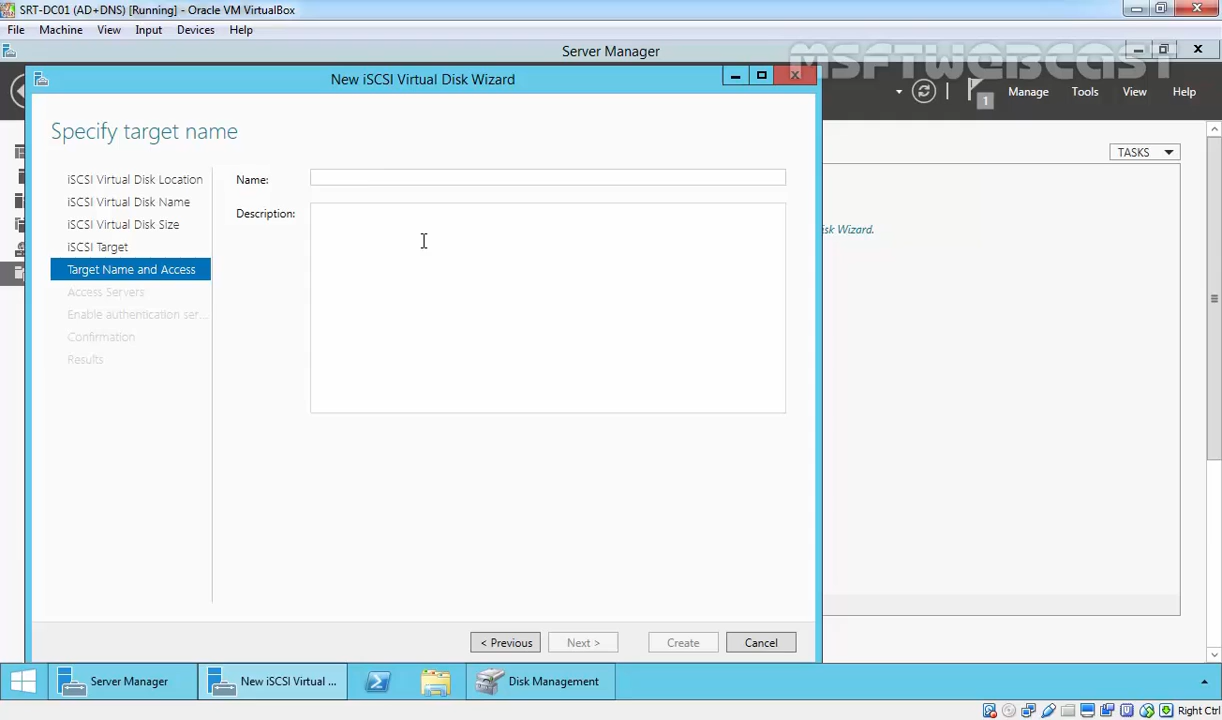 SRT-DC01 (AD+DNS) [Running] - Oracle VM VirtualBox
File Machine View Input Devices Help
Server Manager
MSFTWEBCAST
New iSCSI Virtual Disk Wizard
1
Manage Tools View Help
Specify target name
TASKS
iSCSI Virtual Disk Location
Name:
iSCSI Virtual Disk Name
Description:
iSCSI Virtual Disk Size
sk Wizard.
iSCSI Target
Target Name and Access
Access Servers
Enable authentication ser...
Confirmation
Results
< Previous Next > Create Cancel
Server Manager New iSCSI Virtual ... Disk Management
Right Ctrl